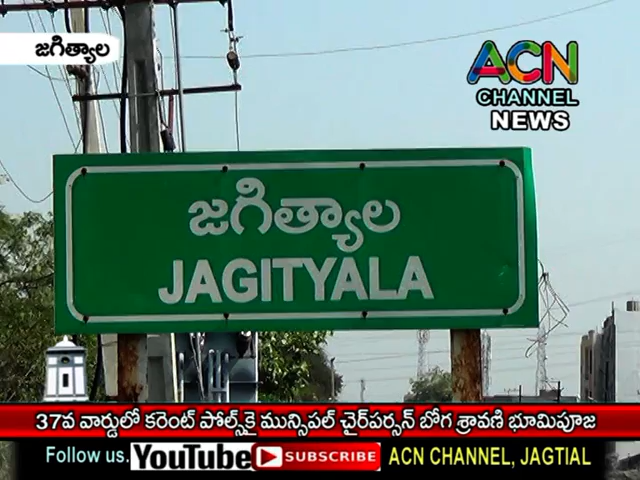 జగిత్యాల
ACN
CHANNEL
NEWS
జగిత్యాల
JAGITYALA
37వ వార్డులో కరెంట్ పోల్స్‌కై మున్సిపల్ చైర్‌పర్సన్ బోగ శ్రావణి భూమిపూజ
Follow us. YouTube SUBSCRIBE ACN CHANNEL, JAGTIAL